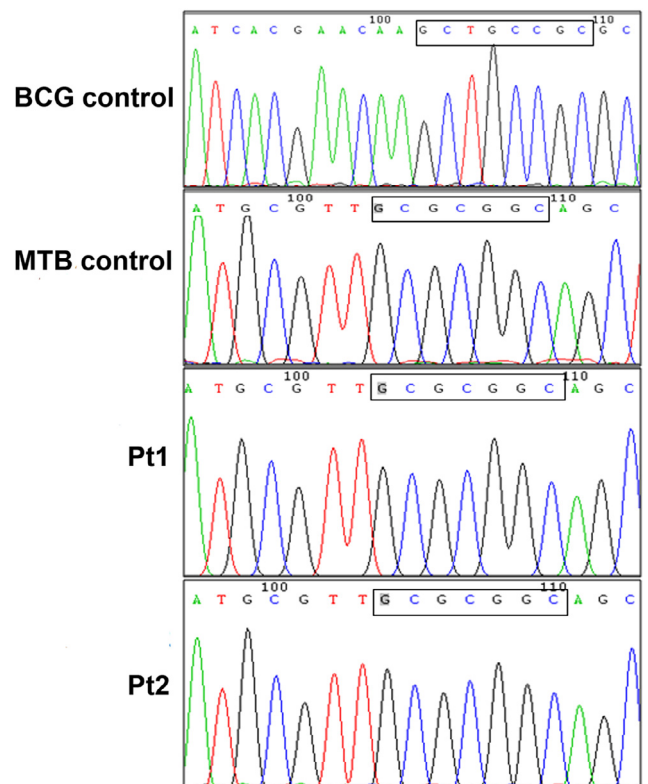 100 110
A T C A C G A A C A A G C T G C C G C G C
BCG control
100 110
A T G C G T T G C G C G G C A G C
MTB control
100 110
A T G C G T T G C G C G G C A G C
Pt1
100 110
A T G C G T T G C G C G G C A G C
Pt2